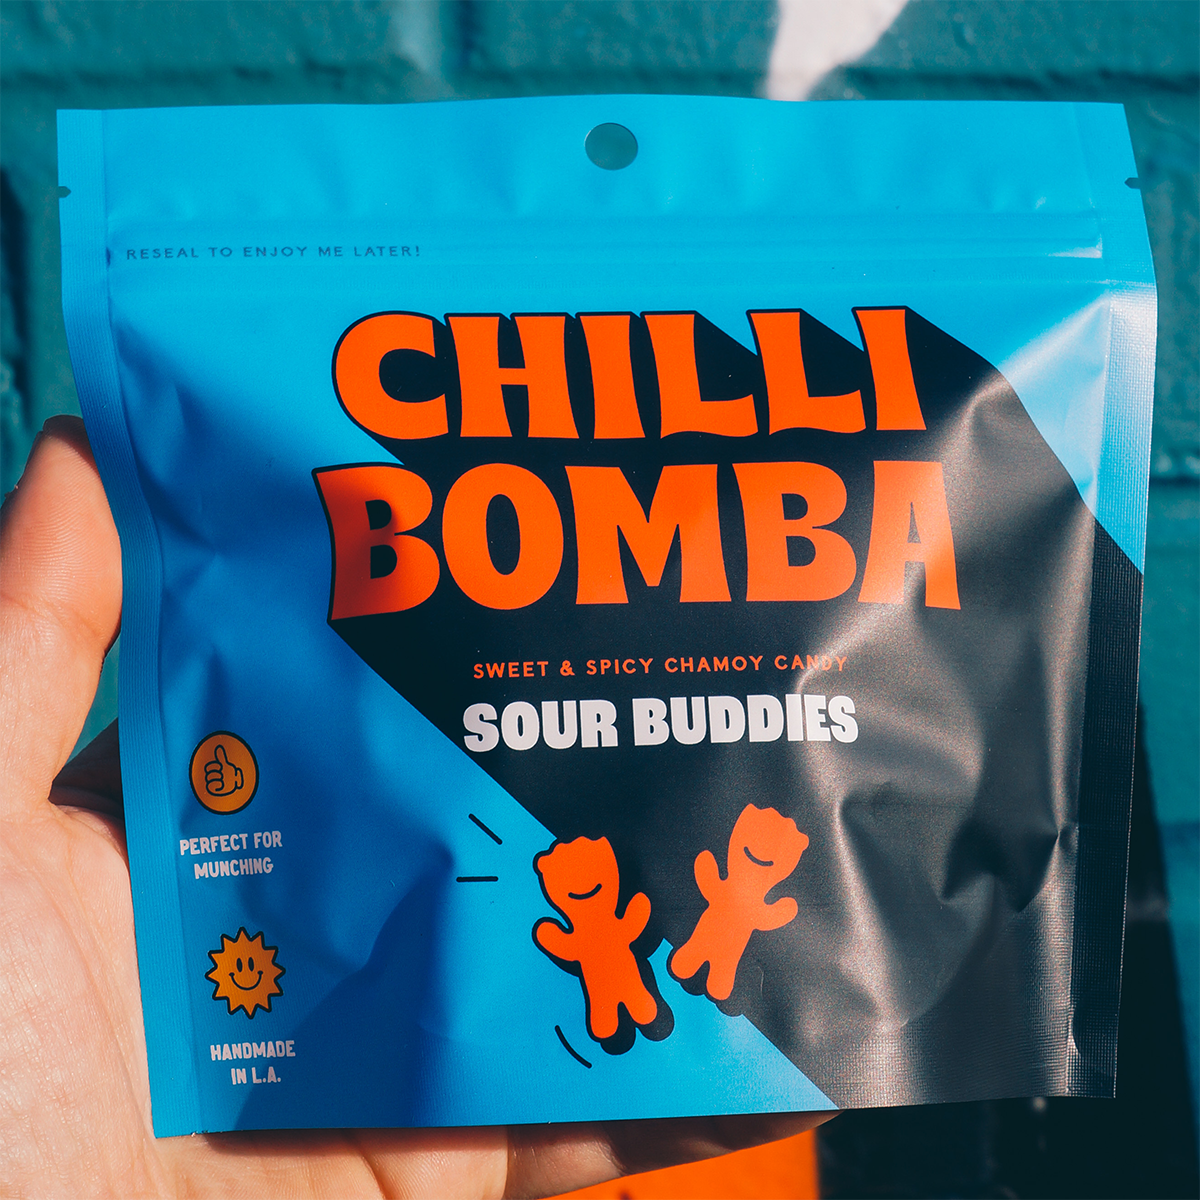 RESEAL TO ENJOY ME LATER!
CHILLI
BOMBA
SWEET & SPICY CHAMOY CANDY
SOUR BUDDIES
PERFECT FOR
MUNCHING
HANDMADE
IN L.A.